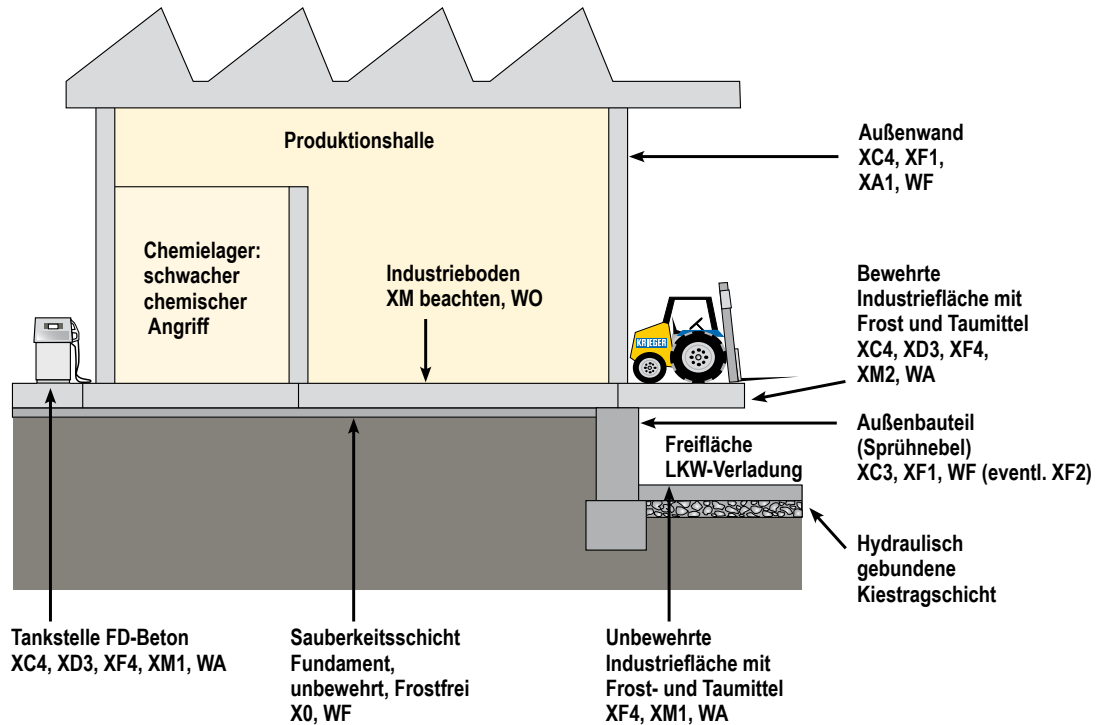 Produktionshalle
Außenwand
XC4, XF1,
XA1, WF
Chemielager:
schwacher
chemischer
Angriff
Industrieboden
XM beachten, WO
Bewehrte
Industriefläche mit
Frost und Taumittel
XC4, XD3, XF4,
XM2, WA
KRIEGER
Außenbauteil
(Sprühnebel)
XC3, XF1, WF (eventl. XF2)
Freifläche
LKW-Verladung
Hydraulisch
gebundene
Kiestragschicht
Tankstelle FD-Beton
XC4, XD3, XF4, XM1, WA
Sauberkeitsschicht
Fundament,
unbewehrt, Frostfrei
X0, WF
Unbewehrte
Industriefläche mit
Frost- und Taumittel
XF4, XM1, WA